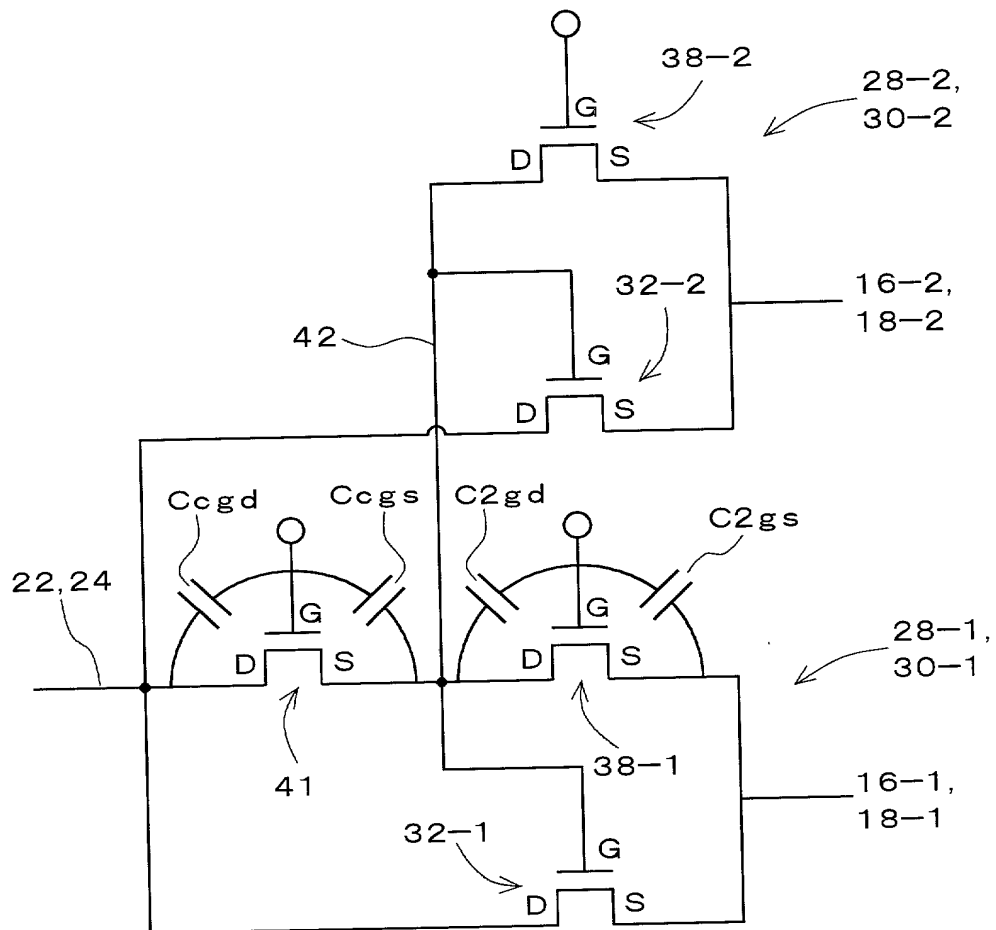 38-2
28-2,
30-2
G
D S
32-2
16-2,
18-2
42
G
D S
Ccgd
Ccgs
C2gd
C2gs
22,24
G
D S
G
D S
28-1,
30-1
41
38-1
16-1,
18-1
32-1
G
D S